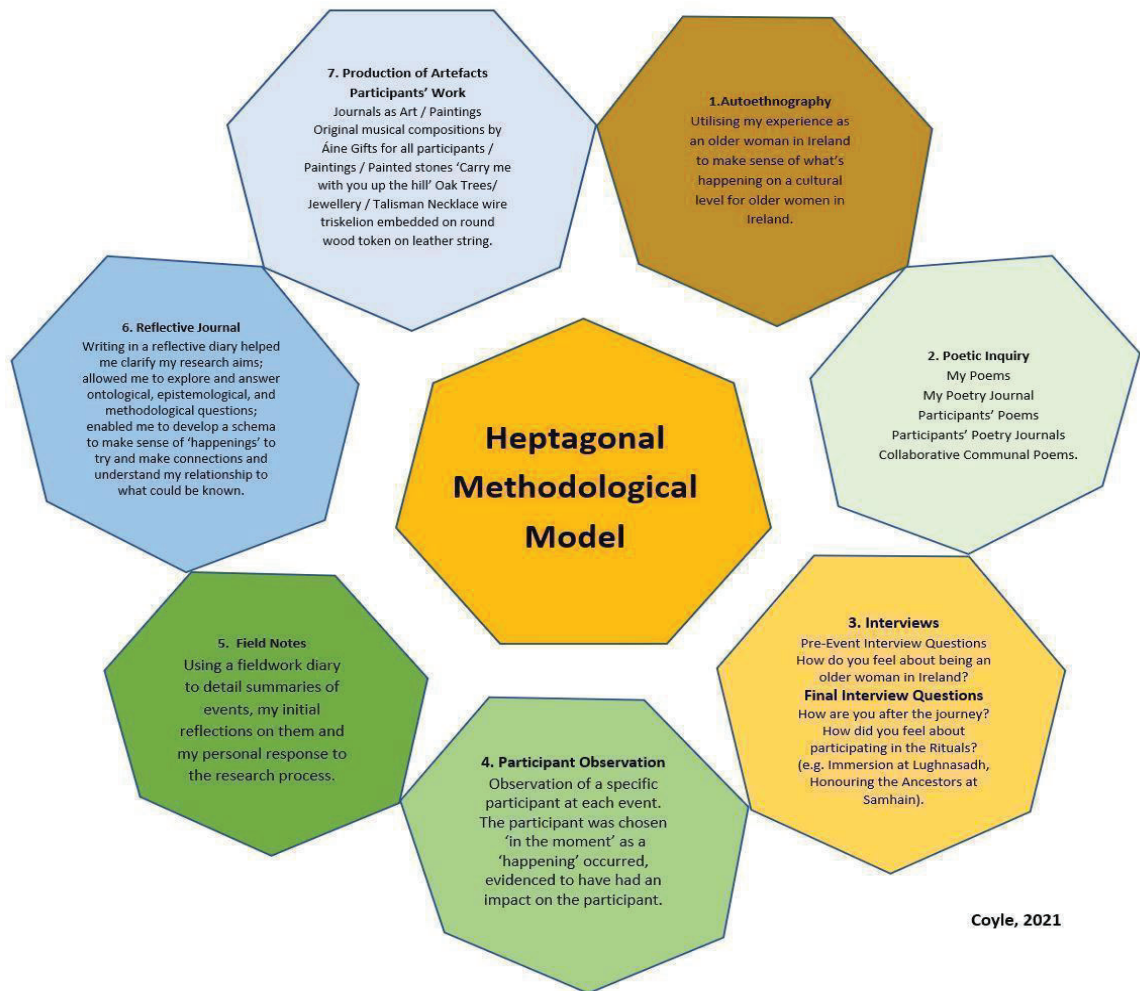 Heptagonal
Methodological
Model
1.Autoethnography
Utilising my experience as
an older woman in Ireland
to make sense of what's
happening on a cultural
level for older women in
Ireland.
2. Poetic Inquiry
My Poems
My Poetry Journal
Participants' Poems
Participants' Poetry Journals
Collaborative Communal Poems.
3. Interviews
Pre-Event Interview Questions
How do you feel about being an
older woman in Ireland?
Final Interview Questions
How are you after the journey?
How did you feel about
participating in the Rituals?
(e.g. Immersion at Lughnasadh,
Honouring the Ancestors at
Samhain).
4. Participant Observation
Observation of a specific
participant at each event.
The participant was chosen
'in the moment' as a
'happening' occurred,
evidenced to have had an
impact on the participant.
5. Field Notes
Using a fieldwork diary
to detail summaries of
events, my initial
reflections on them and
my personal response to
the research process.
6. Reflective Journal
Writing in a reflective diary helped
me clarify my research aims;
allowed me to explore and answer
ontological, epistemological, and
methodological questions;
enabled me to develop a schema
to make sense of 'happenings' to
try and make connections and
understand my relationship to
what could be known.
7. Production of Artefacts
Participants' Work
Journals as Art / Paintings
Original musical compositions by
Áine Gifts for all participants /
Paintings / Painted stones 'Carry me
with you up the hill' Oak Trees/
Jewellery / Talisman Necklace wire
triskelion embedded on round
wood token on leather string.
Coyle, 2021